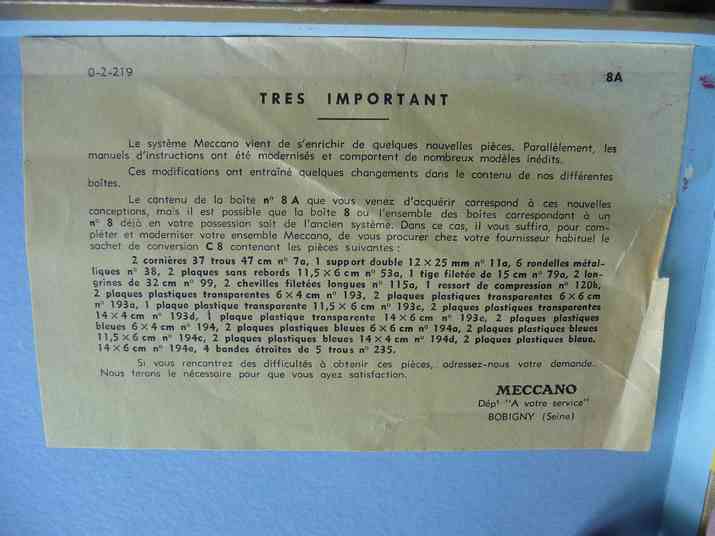 0-2-219
8A
TRES IMPORTANT
Le système Meccano vient de s'enrichir de quelques nouvelles pièces. Parallèlement, les
manuels d'instructions ont été modernisés et comportent de nombreux modèles inédits.
Ces modifications ont entraîné quelques changements dans le contenu de nos différentes
boîtes.
Le contenu de la boîte n° 8 A que vous venez d'acquérir correspond à ces nouvelles
conceptions, mais il est possible que la boîte 8 ou l'ensemble des boîtes correspondant à un
n° 8 déjà en votre possession soit de l'ancien système. Dans ce cas, il vous suffira, pour com-
pléter et moderniser votre ensemble Meccano, de vous procurer chez votre fournisseur habituel le
sachet de conversion C 8 contenant les pièces suivantes :
2 cornières 37 trous 47 cm n° 7a, 1 support double 12 × 25 mm n° 11a, 6 rondelles métal-
liques n° 38, 2 plaques sans rebords 11,5 × 6 cm n° 53a, 1 tige filetée de 15 cm n° 79a, 2 lon-
grines de 32 cm n° 99, 2 chevilles filetées longues n° 115a, 1 ressort de compression n° 120b,
2 plaques plastiques transparentes 6 × 4 cm n° 193, 2 plaques plastiques transparentes 6 × 6 cm
n° 193a, 1 plaque plastique transparente 11,5 × 6 cm n° 193c, 2 plaques plastiques transparentes
14 × 4 cm n° 193d, 1 plaque plastique transparente 14 × 6 cm n° 193e, 2 plaques plastiques
bleues 6 × 4 cm n° 194, 2 plaques plastiques bleues 6 × 6 cm n° 194a, 2 plaques plastiques bleues
11,5 × 6 cm n° 194c, 2 plaques plastiques bleues 14 × 4 cm n° 194d, 2 plaques plastiques bleue.
14 × 6 cm n° 194e, 4 bandes étroites de 5 trous n° 235.
Si vous rencontrez des difficultés à obtenir ces pièces, adressez-nous votre demande.
Nous ferons le nécessaire pour que vous ayez satisfaction.
MECCANO
Dépt "A votre service"
BOBIGNY (Seine)